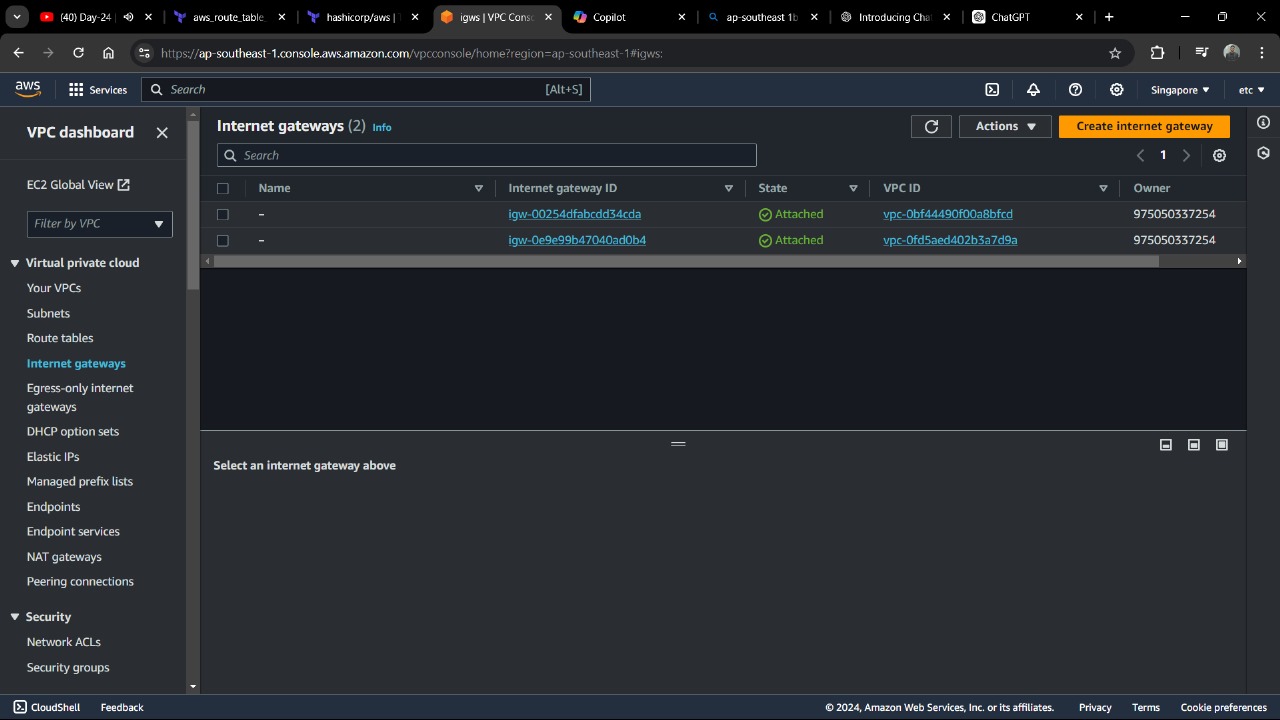 (40) Day-24
aws_route_table
hashicorp/aws |
igws | VPC Cons
Copilot
ap-southeast 1b
Introducing Cha
ChatGPT
https://ap-southeast-1.console.aws.amazon.com/vpcconsole/home?region=ap-southeast-1#igws:
aws
Services
Search
[Alt+S]
Singapore
etc
VPC dashboard
EC2 Global View
Filter by VPC
Virtual private cloud
Your VPCs
Subnets
Route tables
Internet gateways
Egress-only internet
gateways
DHCP option sets
Elastic IPs
Managed prefix lists
Endpoints
Endpoint services
NAT gateways
Peering connections
Security
Network ACLs
Security groups
Internet gateways (2) Info
Actions
Create internet gateway
Search
1
Name Internet gateway ID State VPC ID Owner
- igw-00254dfabcdd34cda Attached vpc-0bf44490f00a8bfcd 975050337254
- igw-0e9e99b47040ad0b4 Attached vpc-0fd5aed402b3a7d9a 975050337254
Select an internet gateway above
CloudShell Feedback © 2024, Amazon Web Services, Inc. or its affiliates. Privacy Terms Cookie preferences